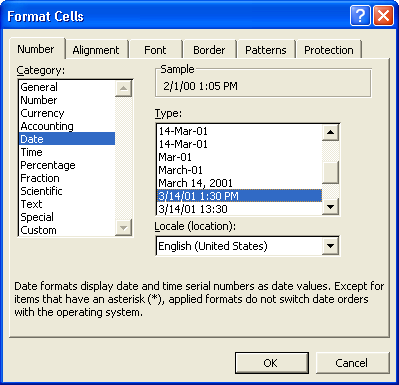 Format Cells
Number
Alignment
Font
Border
Patterns
Protection
Category:
General
Number
Currency
Accounting
Date
Time
Percentage
Fraction
Scientific
Text
Special
Custom
Sample
2/1/00 1:05 PM
Type:
14-Mar-01
14-Mar-01
Mar-01
March-01
March 14, 2001
3/14/01 1:30 PM
3/14/01 13:30
Locale (location):
English (United States)
Date formats display date and time serial numbers as date values. Except for
items that have an asterisk (*), applied formats do not switch date orders
with the operating system.
OK
Cancel